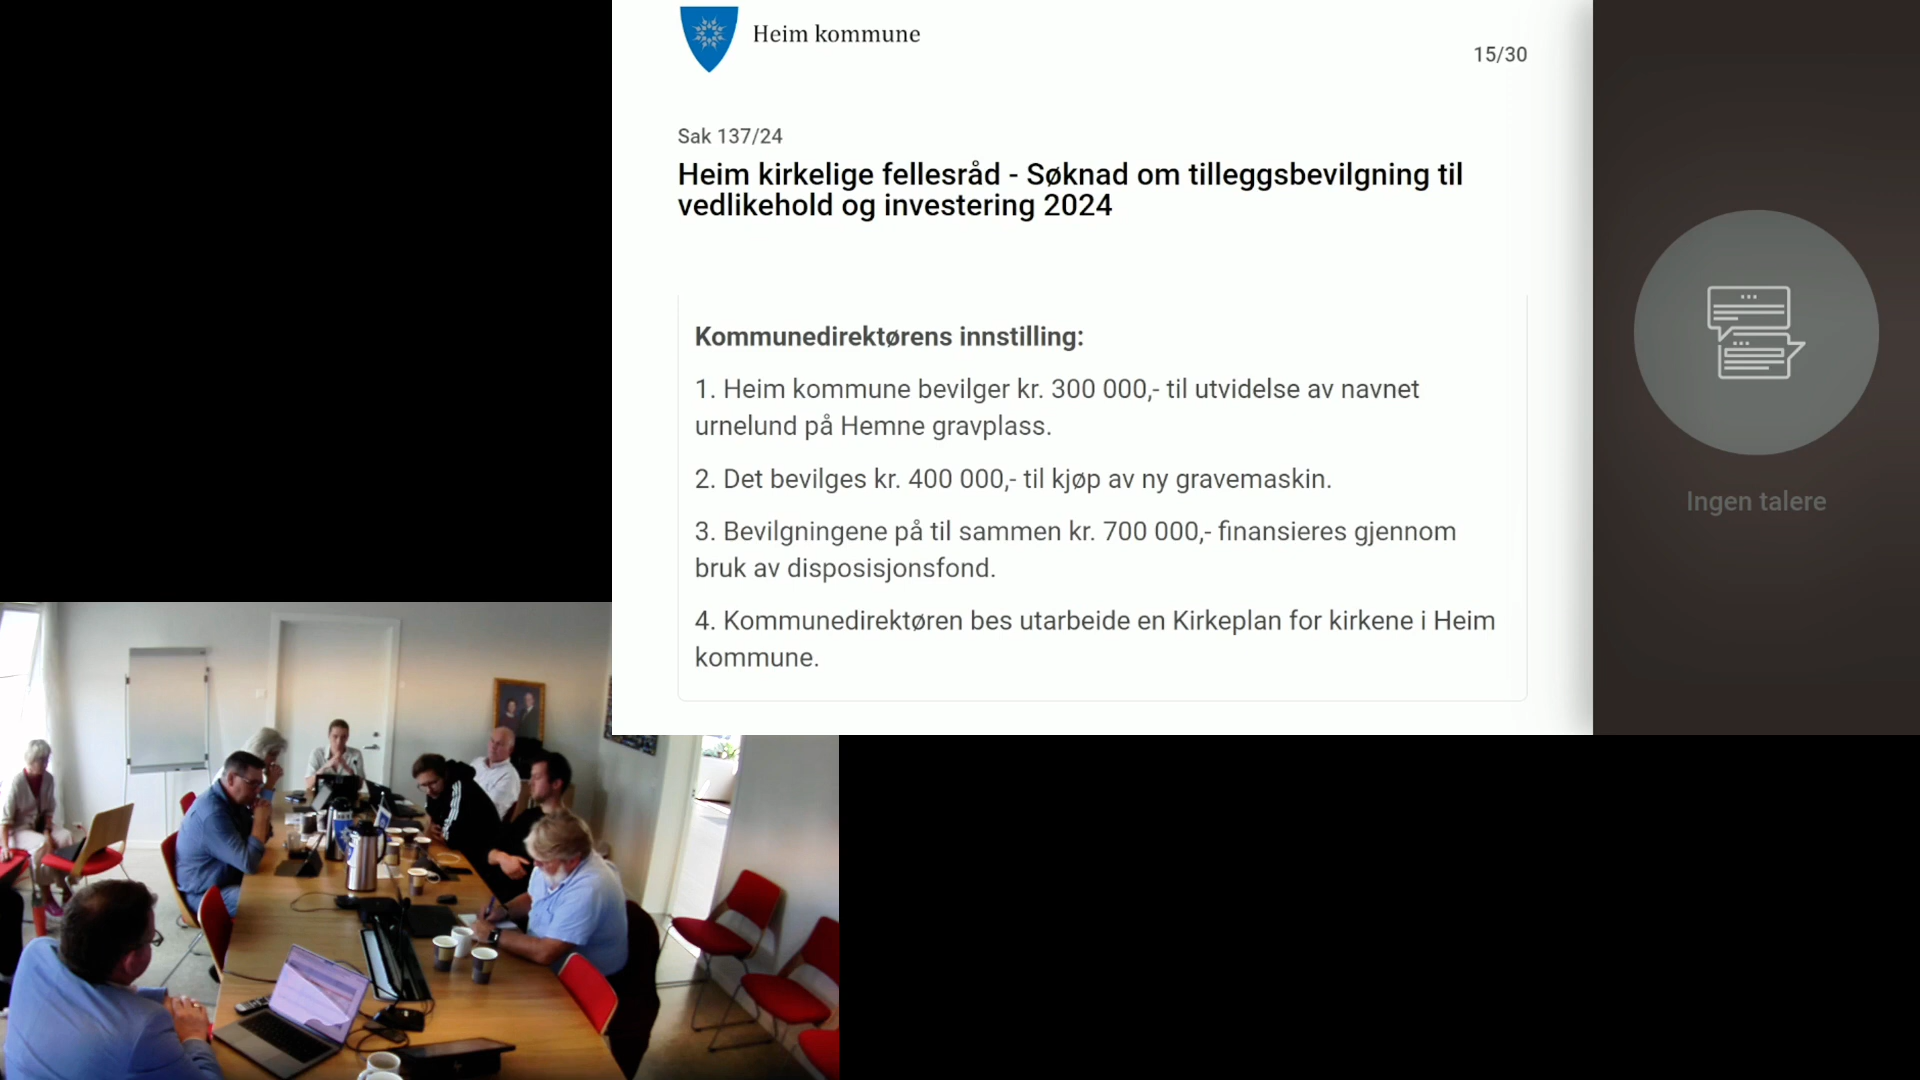 Heim kommune
15/30
Sak 137/24
Heim kirkelige fellesråd - Søknad om tilleggsbevilgning til
vedlikehold og investering 2024
Kommunedirektørens innstilling:
1. Heim kommune bevilger kr. 300 000,- til utvidelse av navnet
urnelund på Hemne gravplass.
2. Det bevilges kr. 400 000,- til kjøp av ny gravemaskin.
3. Bevilgningene på til sammen kr. 700 000,- finansieres gjennom
bruk av disposisjonsfond.
4. Kommunedirektøren bes utarbeide en Kirkeplan for kirkene i Heim
kommune.
Ingen talere